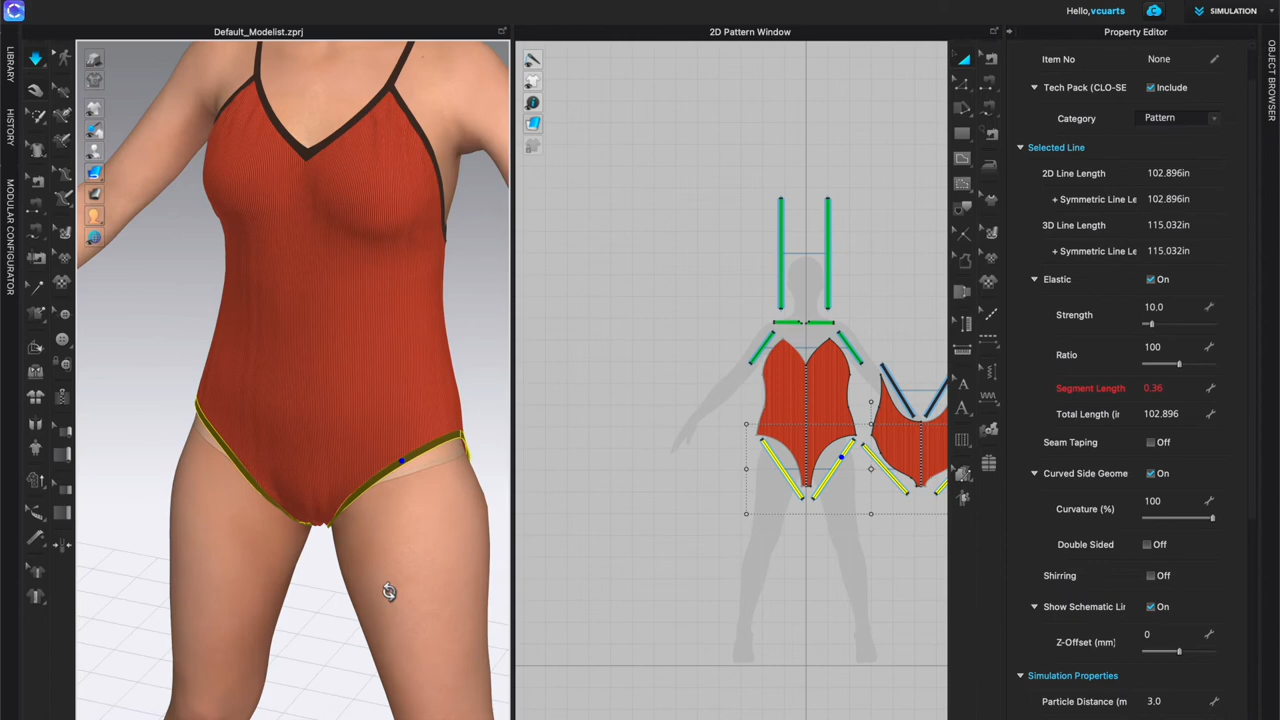 Hello,vcuarts
SIMULATION
Default_Modelist.zprj
2D Pattern Window
Property Editor
LIBRARY
HISTORY
MODULAR CONFIGURATOR
OBJECT BROWSER
Item No None
Tech Pack (CLO-SE Include
Category Pattern
Selected Line
2D Line Length 102.896in
+ Symmetric Line Le 102.896in
3D Line Length 115.032in
+ Symmetric Line Le 115.032in
Elastic On
Strength 10.0
Ratio 100
Segment Length 0.36
Total Length (ir 102.896
Seam Taping Off
Curved Side Geome On
Curvature (%) 100
Double Sided Off
Shirring Off
Show Schematic Lir On
Z-Offset (mm) 0
Simulation Properties
Particle Distance (m 3.0